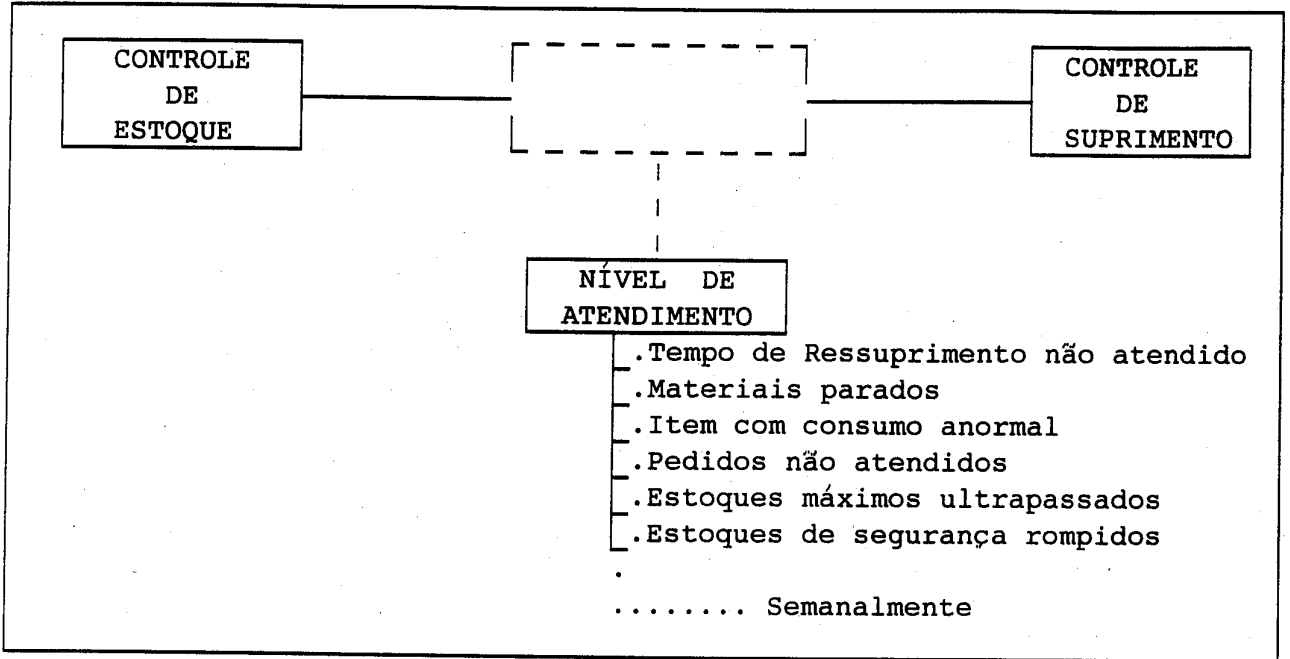 CONTROLE
DE
ESTOQUE
CONTROLE
DE
SUPRIMENTO
NÍVEL DE
ATENDIMENTO
.Tempo de Ressuprimento não atendido
.Materiais parados
.Item com consumo anormal
.Pedidos não atendidos
.Estoques máximos ultrapassados
.Estoques de segurança rompidos
.
........ Semanalmente